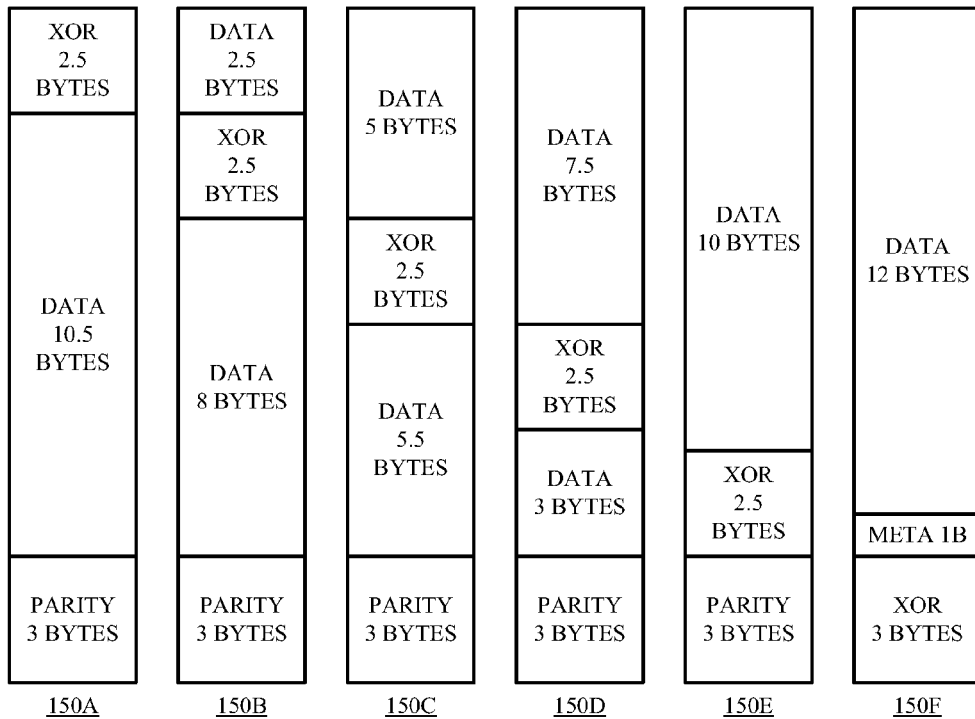 XOR
2.5
BYTES
DATA
10.5
BYTES
PARITY
3 BYTES
150A
DATA
2.5
BYTES
XOR
2.5
BYTES
DATA
8 BYTES
PARITY
3 BYTES
150B
DATA
5 BYTES
XOR
2.5
BYTES
DATA
5.5
BYTES
PARITY
3 BYTES
150C
DATA
7.5
BYTES
XOR
2.5
BYTES
DATA
3 BYTES
PARITY
3 BYTES
150D
DATA
10 BYTES
XOR
2.5
BYTES
PARITY
3 BYTES
150E
DATA
12 BYTES
META 1B
XOR
3 BYTES
150F